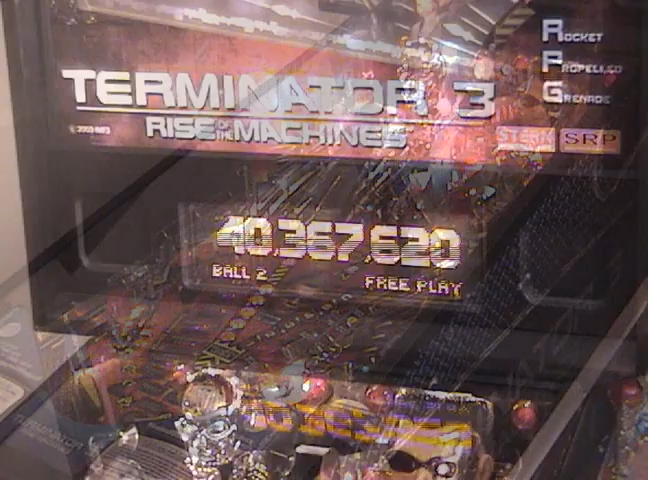 ROCKET
PROPELLED
GRENADE
TERMINATOR 3
RISE OF THE MACHINES
STERN SRP
40,367,620
BALL 2 FREE PLAY